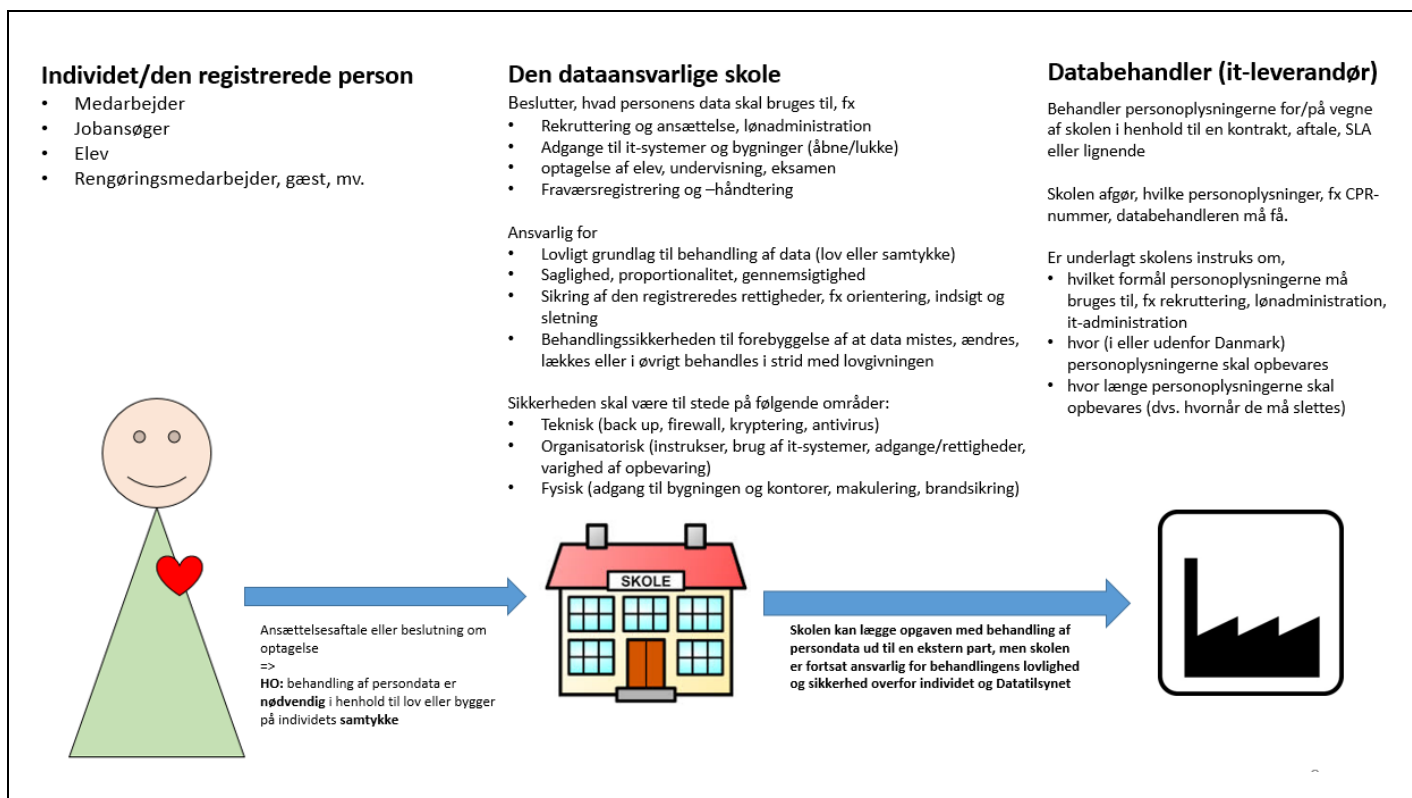 Individet/den registrerede person
• Medarbejder
• Jobansøger
• Elev
• Rengøringsmedarbejder, gæst, mv.
Den dataansvarlige skole
Beslutter, hvad personens data skal bruges til, fx
• Rekruttering og ansættelse, lønadministration
• Adgange til it-systemer og bygninger (åbne/lukke)
• optagelse af elev, undervisning, eksamen
• Fraværsregistrering og –håndtering
Ansvarlig for
• Lovligt grundlag til behandling af data (lov eller samtykke)
• Saglighed, proportionalitet, gennemsigtighed
• Sikring af den registreredes rettigheder, fx orientering, indsigt og
sletning
• Behandlingssikkerheden til forebyggelse af at data mistes, ændres,
lækkes eller i øvrigt behandles i strid med lovgivningen
Sikkerheden skal være til stede på følgende områder:
• Teknisk (back up, firewall, kryptering, antivirus)
• Organisatorisk (instrukser, brug af it-systemer, adgange/rettigheder,
varighed af opbevaring)
• Fysisk (adgang til bygningen og kontorer, makulering, brandsikring)
Databehandler (it-leverandør)
Behandler personoplysningerne for/på vegne
af skolen i henhold til en kontrakt, aftale, SLA
eller lignende
Skolen afgør, hvilke personoplysninger, fx CPR-
nummer, databehandleren må få.
Er underlagt skolens instruks om,
• hvilket formål personoplysningerne må
bruges til, fx rekruttering, lønadministration,
it-administration
• hvor (i eller udenfor Danmark)
personoplysningerne skal opbevares
• hvor længe personoplysningerne skal
opbevares (dvs. hvornår de må slettes)
Ansættelsesaftale eller beslutning om
optagelse
=>
HO: behandling af persondata er
nødvendig i henhold til lov eller bygger
på individets samtykke
SKOLE
Skolen kan lægge opgaven med behandling af
persondata ud til en ekstern part, men skolen
er fortsat ansvarlig for behandlingens lovlighed
og sikkerhed overfor individet og Datatilsynet